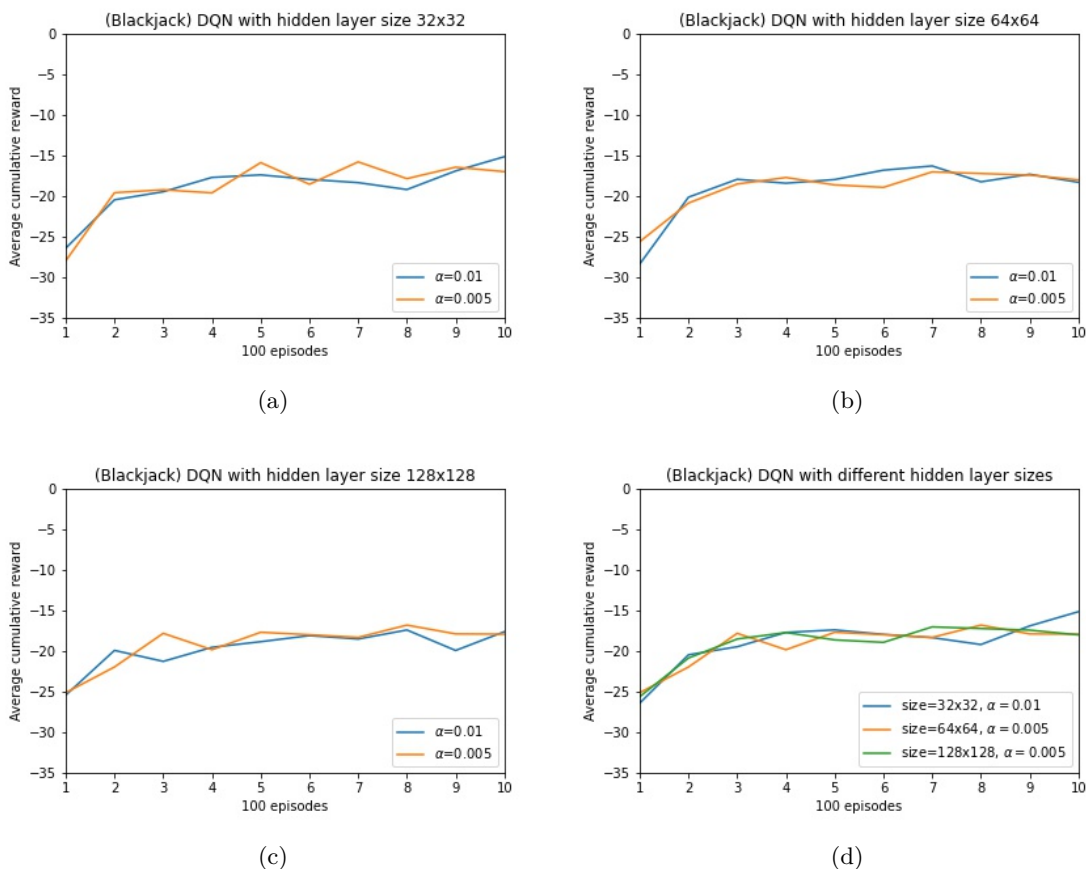 (Blackjack) DQN with hidden layer size 32x32
0
−5
−10
−15
−20
−25
−30
−35
Average cumulative reward
α=0.01
α=0.005
1 2 3 4 5 6 7 8 9 10
100 episodes
(a)
(Blackjack) DQN with hidden layer size 64x64
0
−5
−10
−15
−20
−25
−30
−35
Average cumulative reward
α=0.01
α=0.005
1 2 3 4 5 6 7 8 9 10
100 episodes
(b)
(Blackjack) DQN with hidden layer size 128x128
0
−5
−10
−15
−20
−25
−30
−35
Average cumulative reward
α=0.01
α=0.005
1 2 3 4 5 6 7 8 9 10
100 episodes
(c)
(Blackjack) DQN with different hidden layer sizes
0
−5
−10
−15
−20
−25
−30
−35
Average cumulative reward
size=32x32, α = 0.01
size=64x64, α = 0.005
size=128x128, α = 0.005
1 2 3 4 5 6 7 8 9 10
100 episodes
(d)